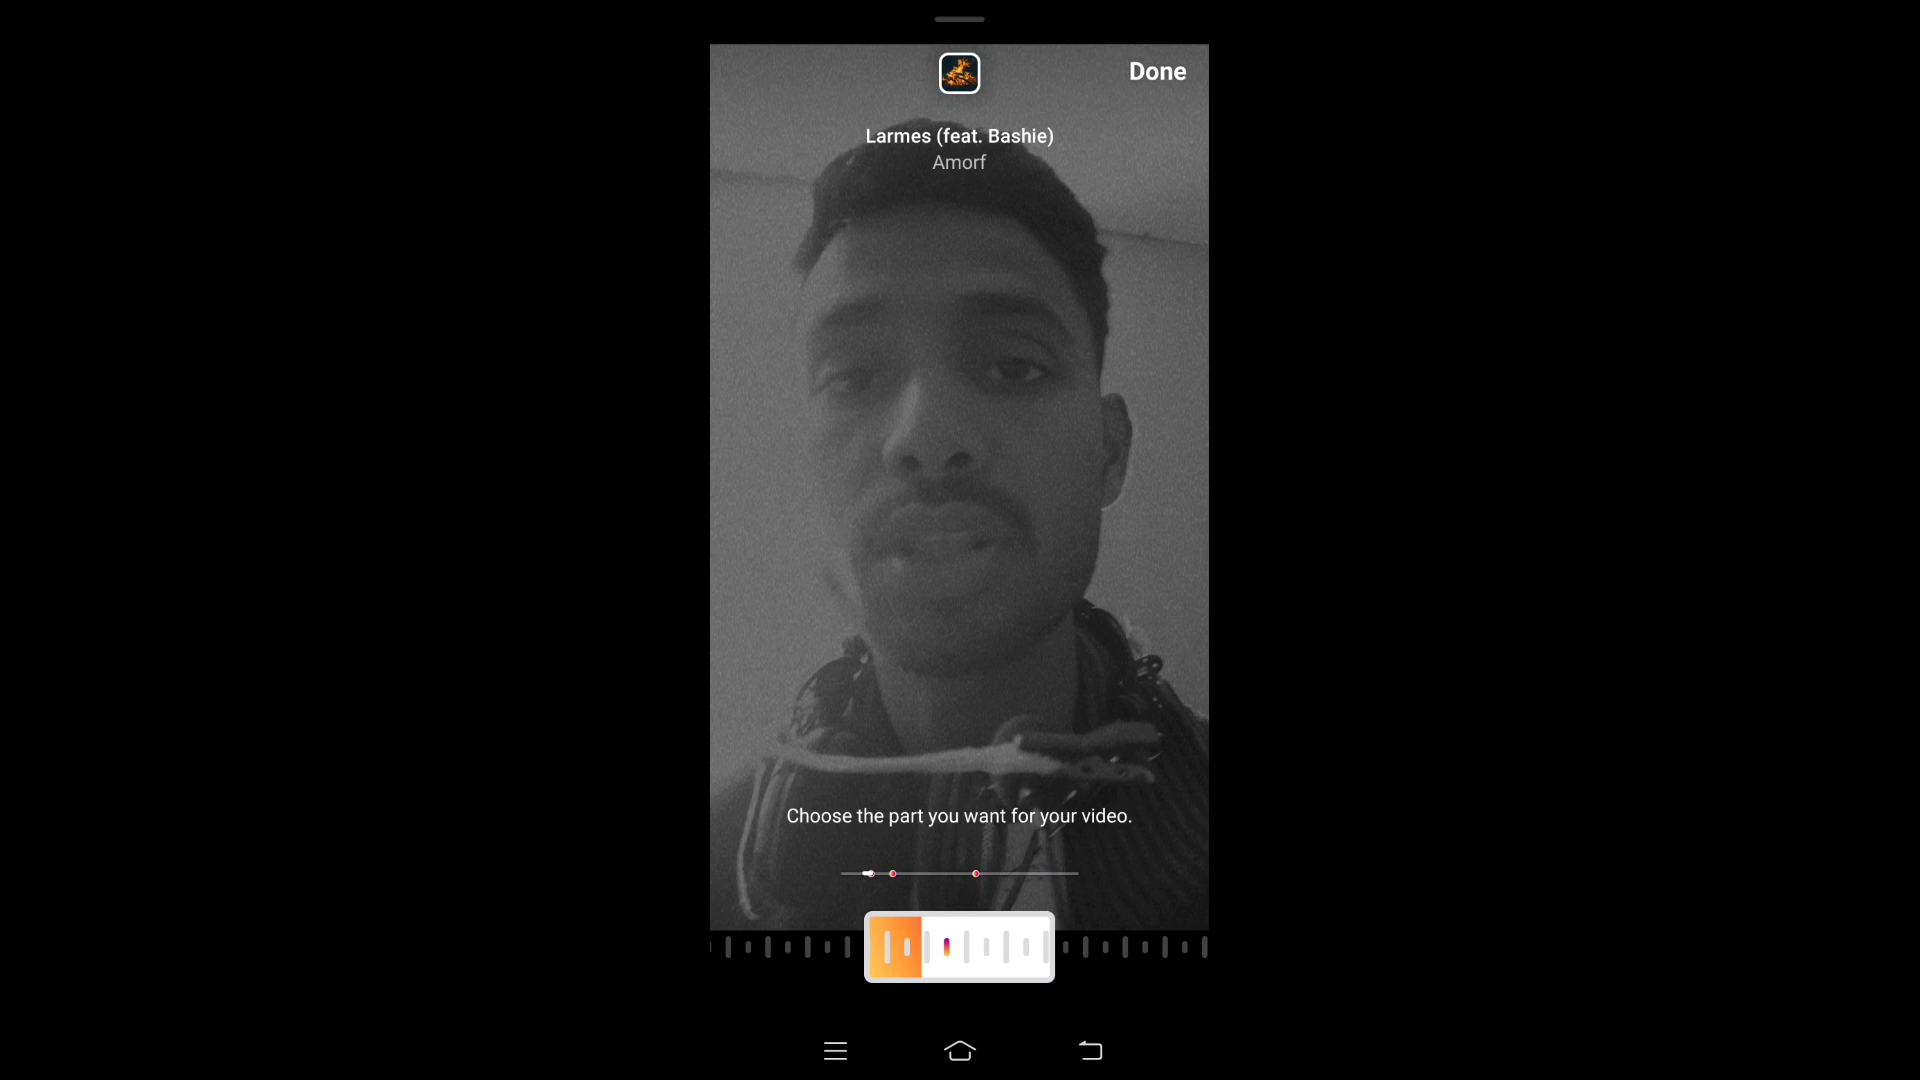 Done
Larmes (feat. Bashie)
Amorf
Choose the part you want for your video.